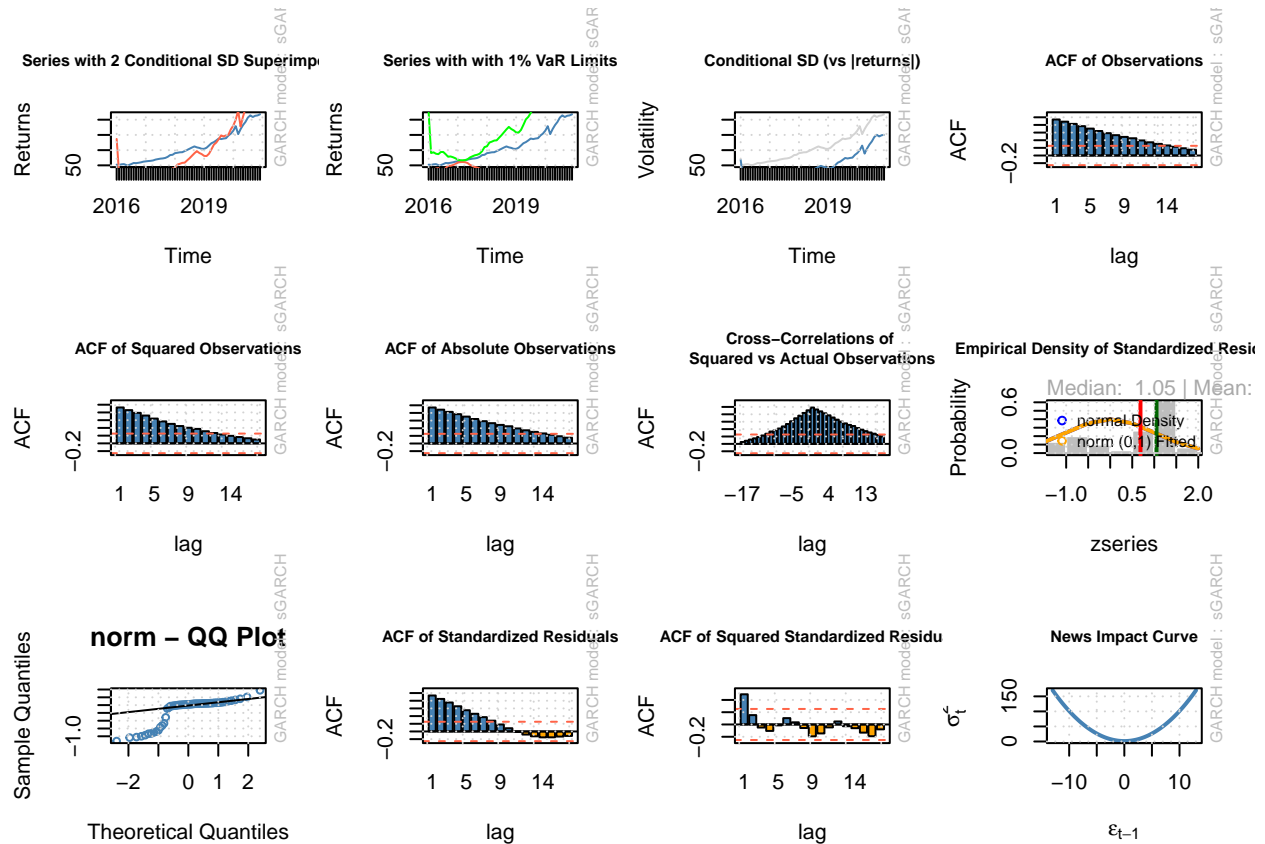 Series with 2 Conditional SD Superimp
Returns
50
2016 2019
Time
GARCH model : sGAR
Series with with 1% VaR Limits
Returns
50
2016 2019
Time
GARCH model : sGAR
Conditional SD (vs |returns|)
Volatility
50
2016 2019
Time
GARCH model : sGAR
ACF of Observations
ACF
−0.2
1 5 9 14
lag
GARCH model : sGAR
ACF of Squared Observations
ACF
−0.2
1 5 9 14
lag
GARCH model : sGARCH
ACF of Absolute Observations
ACF
−0.2
1 5 9 14
lag
GARCH model : sGARCH
Cross−Correlations of
Squared vs Actual Observations
ACF
−0.2
−17 −5 4 13
lag
GARCH model : sGARCH
Empirical Density of Standardized Resi
Median: 1.05 | Mean:
Probability
0.0 0.6
normal Density
norm (0,1) Fitted
−1.0 0.5 2.0
zseries
GARCH model : sGARCH
norm − QQ Plot
Sample Quantiles
−1.0
−2 0 1 2
Theoretical Quantiles
GARCH model : sGARCH
ACF of Standardized Residuals
ACF
−0.2
1 5 9 14
lag
GARCH model : sGARCH
ACF of Squared Standardized Residu
ACF
−0.2
1 5 9 14
lag
GARCH model : sGARCH
News Impact Curve
σ²ₜ
0 150
−10 0 10
εₜ₋₁
GARCH model : sGARCH